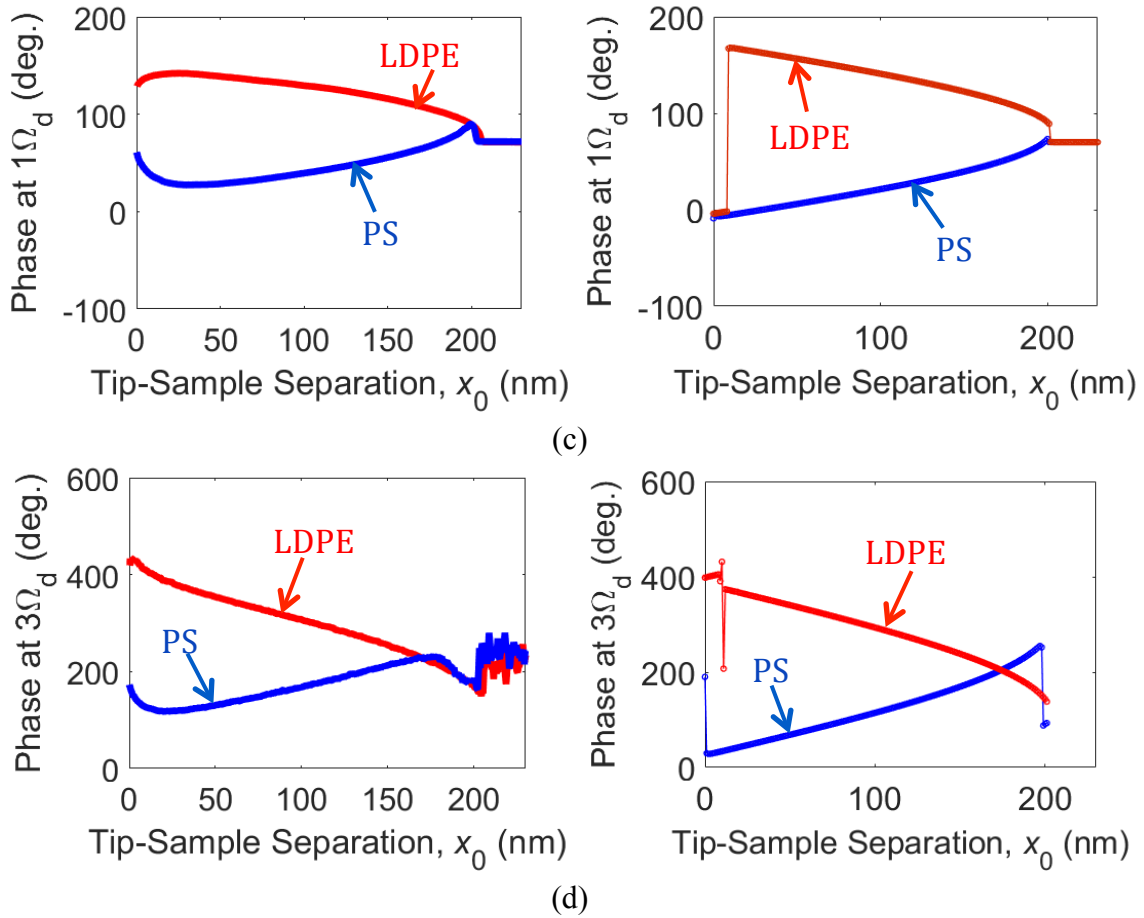 200
100
0
-100
Phase at 1Ω_d (deg.)
LDPE
PS
0 50 100 150 200
Tip-Sample Separation, x_0 (nm)
200
100
0
-100
Phase at 1Ω_d (deg.)
LDPE
PS
0 100 200
Tip-Sample Separation, x_0 (nm)
(c)
600
400
200
0
Phase at 3Ω_d (deg.)
LDPE
PS
0 50 100 150 200
Tip-Sample Separation, x_0 (nm)
600
400
200
0
Phase at 3Ω_d (deg.)
LDPE
PS
0 100 200
Tip-Sample Separation, x_0 (nm)
(d)